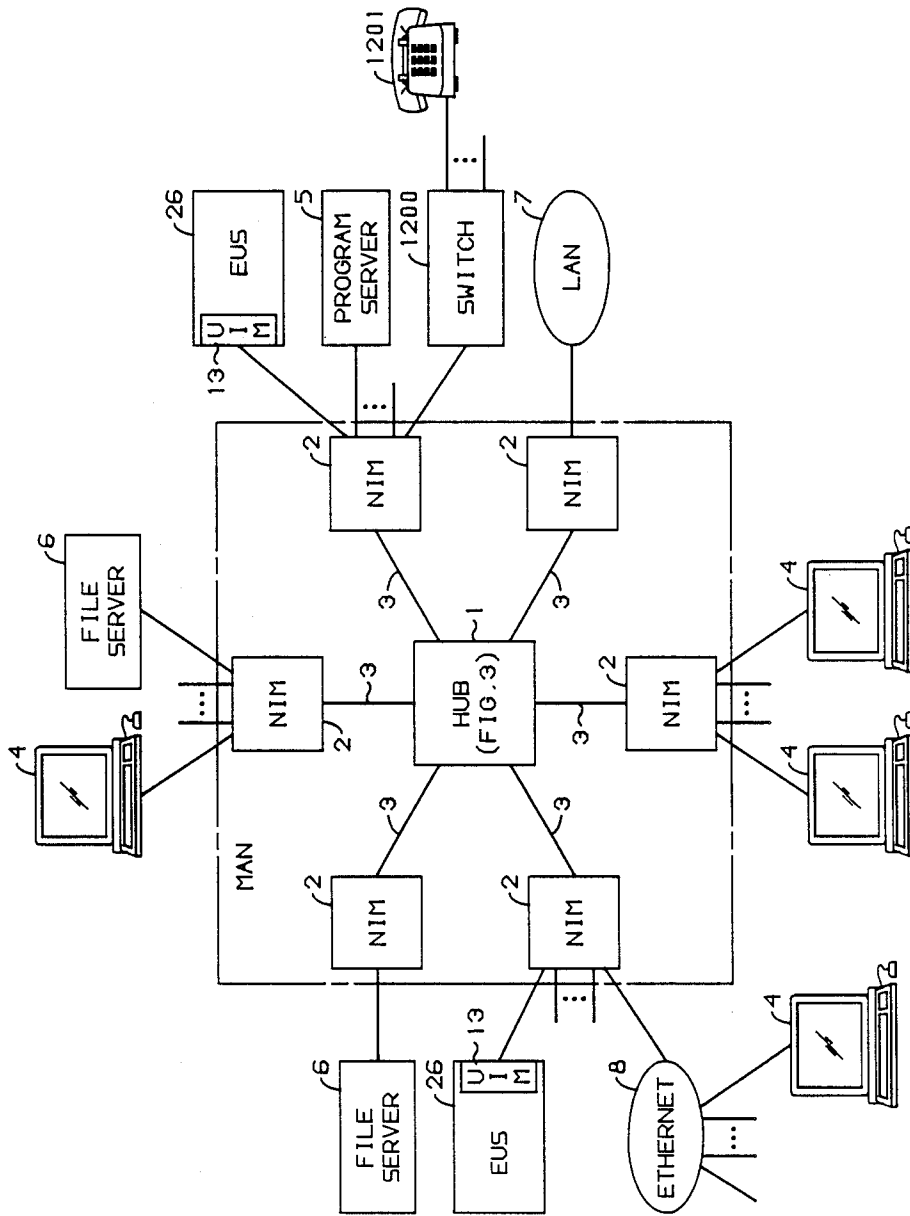 1201
26
EUS
U
I
M
13
5
PROGRAM
SERVER
1200
SWITCH
7
LAN
6
FILE
SERVER
4
MAN
2
NIM
2
NIM
2
NIM
2
NIM
2
NIM
2
NIM
3
3
3
3
3
3
1
HUB
(FIG.3)
4
4
6
FILE
SERVER
13
26
U
I
M
EUS
8
ETHERNET
4